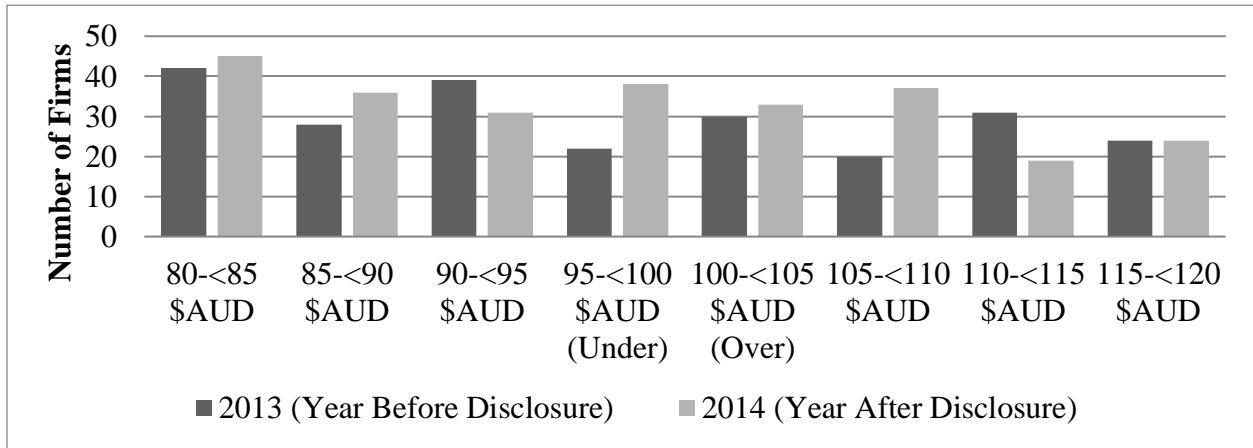 Number of Firms
50
40
30
20
10
0
80-<85 85-<90 90-<95 95-<100 100-<105 105-<110 110-<115 115-<120
$AUD $AUD $AUD $AUD $AUD $AUD $AUD $AUD
(Under) (Over)
2013 (Year Before Disclosure) 2014 (Year After Disclosure)